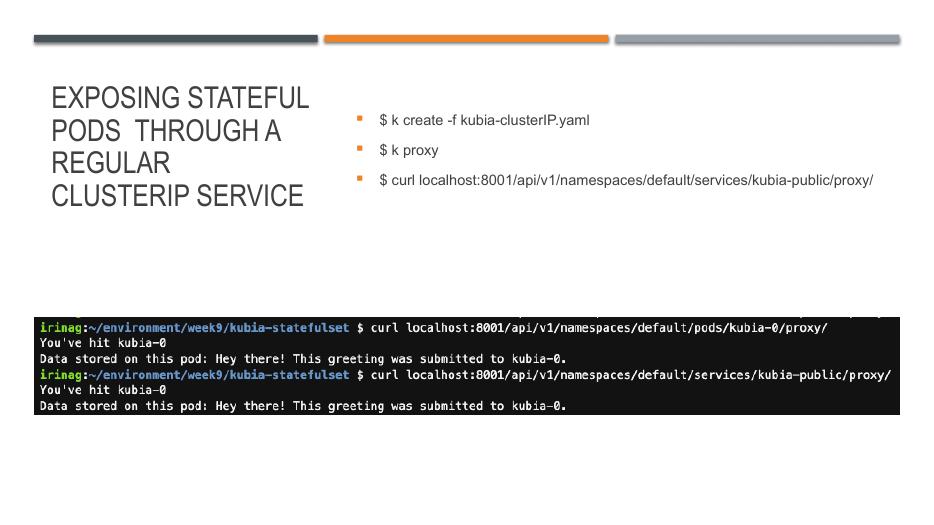 EXPOSING STATEFUL
PODS THROUGH A
REGULAR
CLUSTERIP SERVICE
$ k create -f kubia-clusterIP.yaml
$ k proxy
$ curl localhost:8001/api/v1/namespaces/default/services/kubia-public/proxy/
irinag:~/environment/week9/kubia-statefulset $ curl localhost:8001/api/v1/namespaces/default/pods/kubia-0/proxy/
You've hit kubia-0
Data stored on this pod: Hey there! This greeting was submitted to kubia-0.
irinag:~/environment/week9/kubia-statefulset $ curl localhost:8001/api/v1/namespaces/default/services/kubia-public/proxy/
You've hit kubia-0
Data stored on this pod: Hey there! This greeting was submitted to kubia-0.